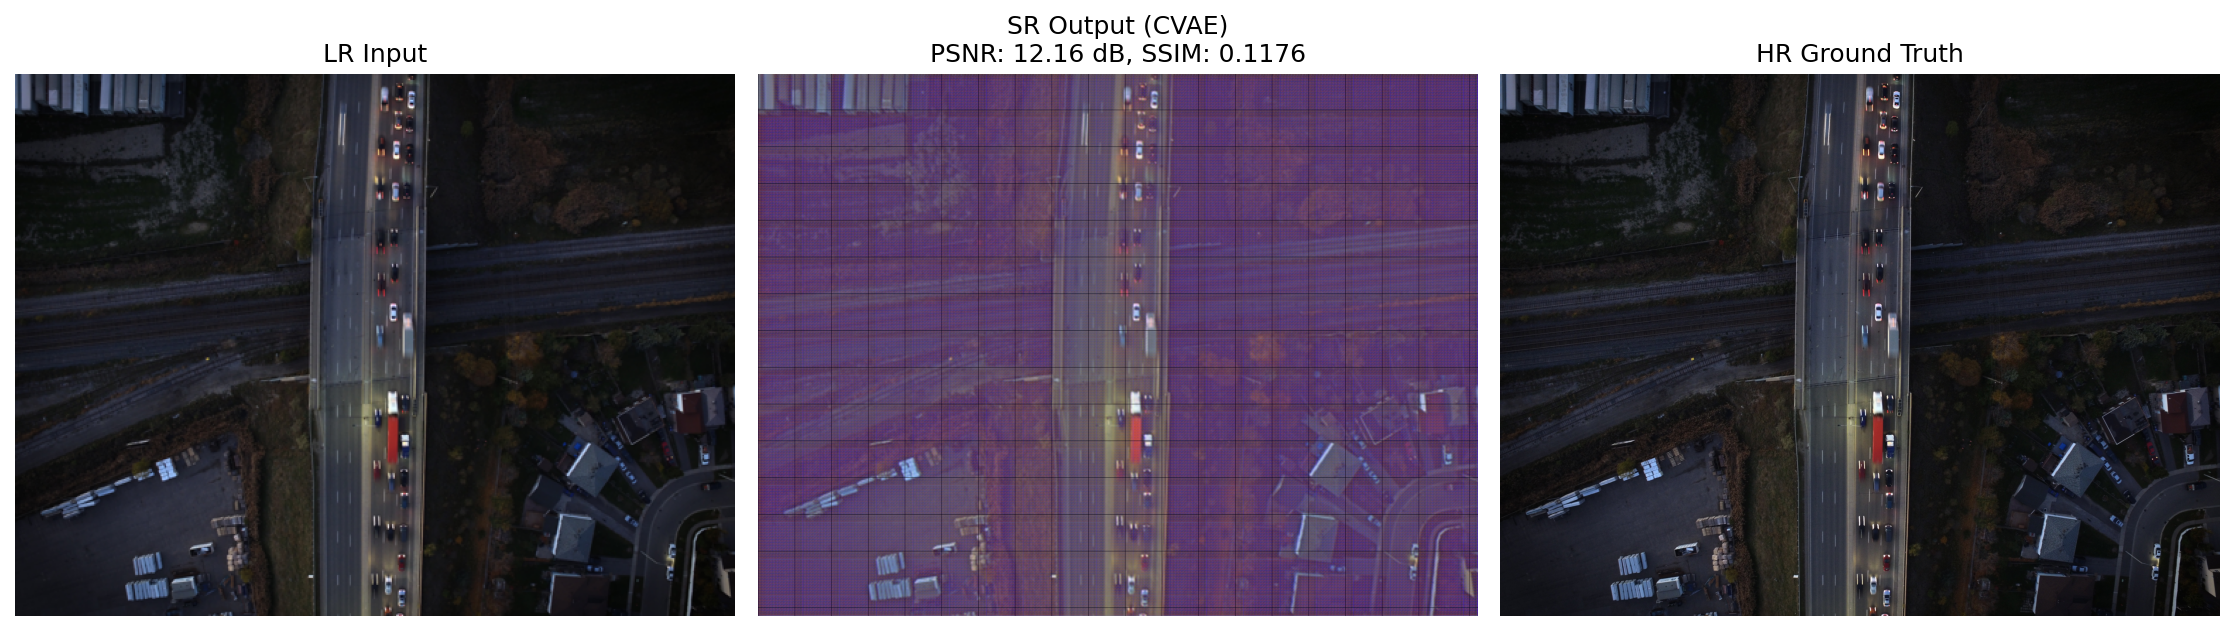 LR Input
SR Output (CVAE)
PSNR: 12.16 dB, SSIM: 0.1176
HR Ground Truth